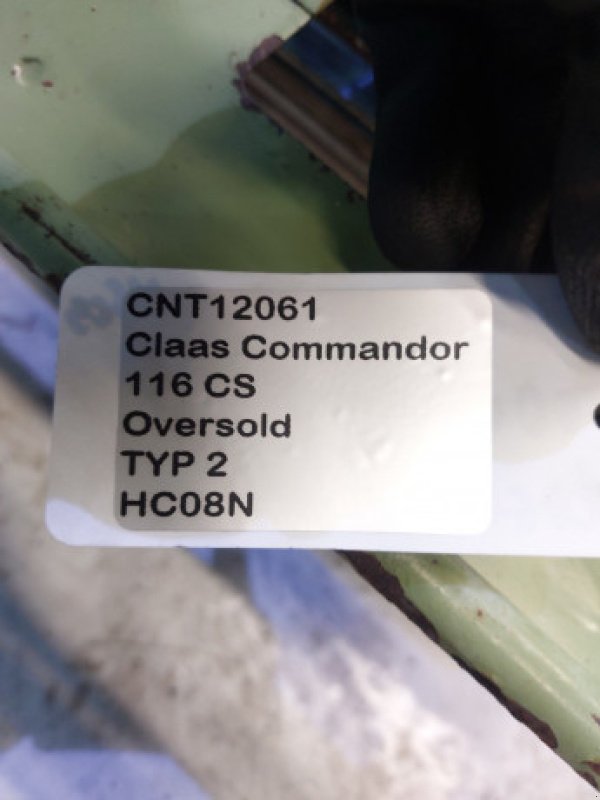 CNT12061
Claas Commandor
116 CS
Oversold
TYP 2
HC08N